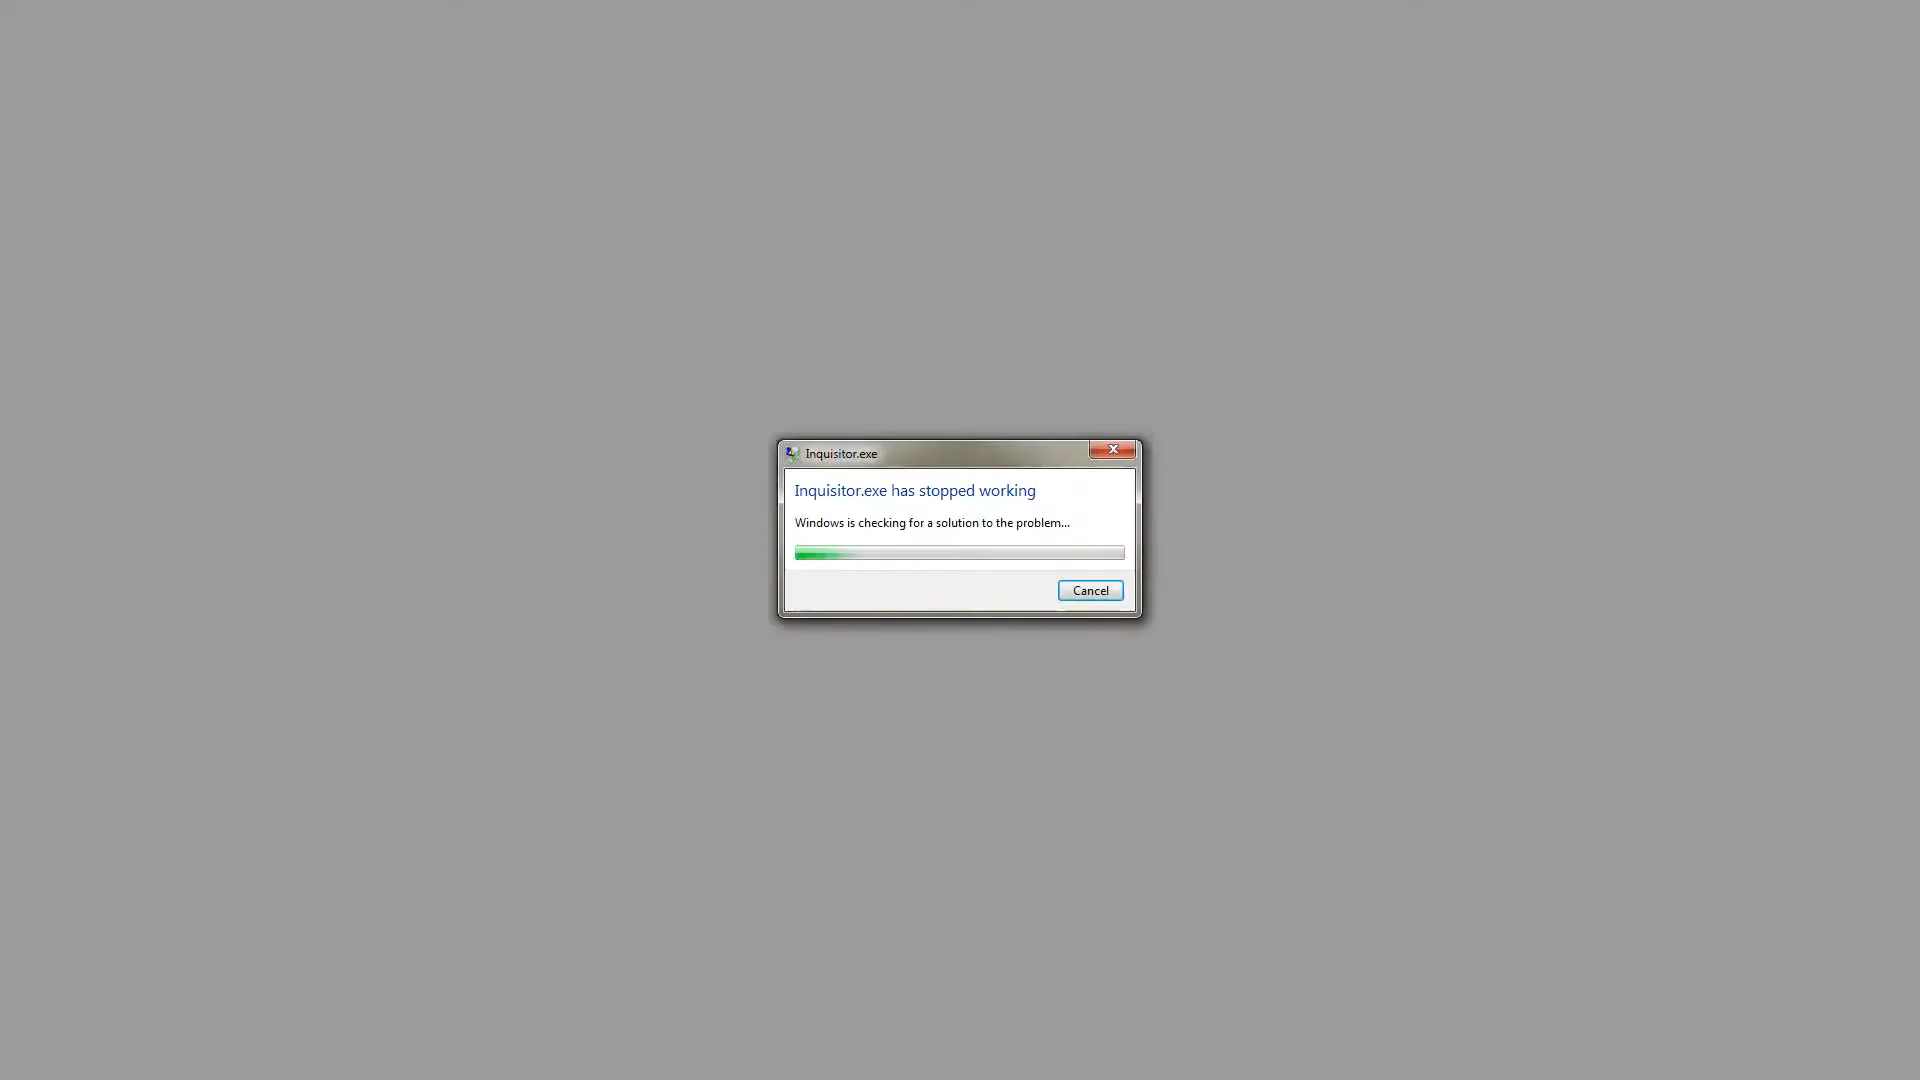 Inquisitor.exe
Inquisitor.exe has stopped working
Windows is checking for a solution to the problem...
Cancel